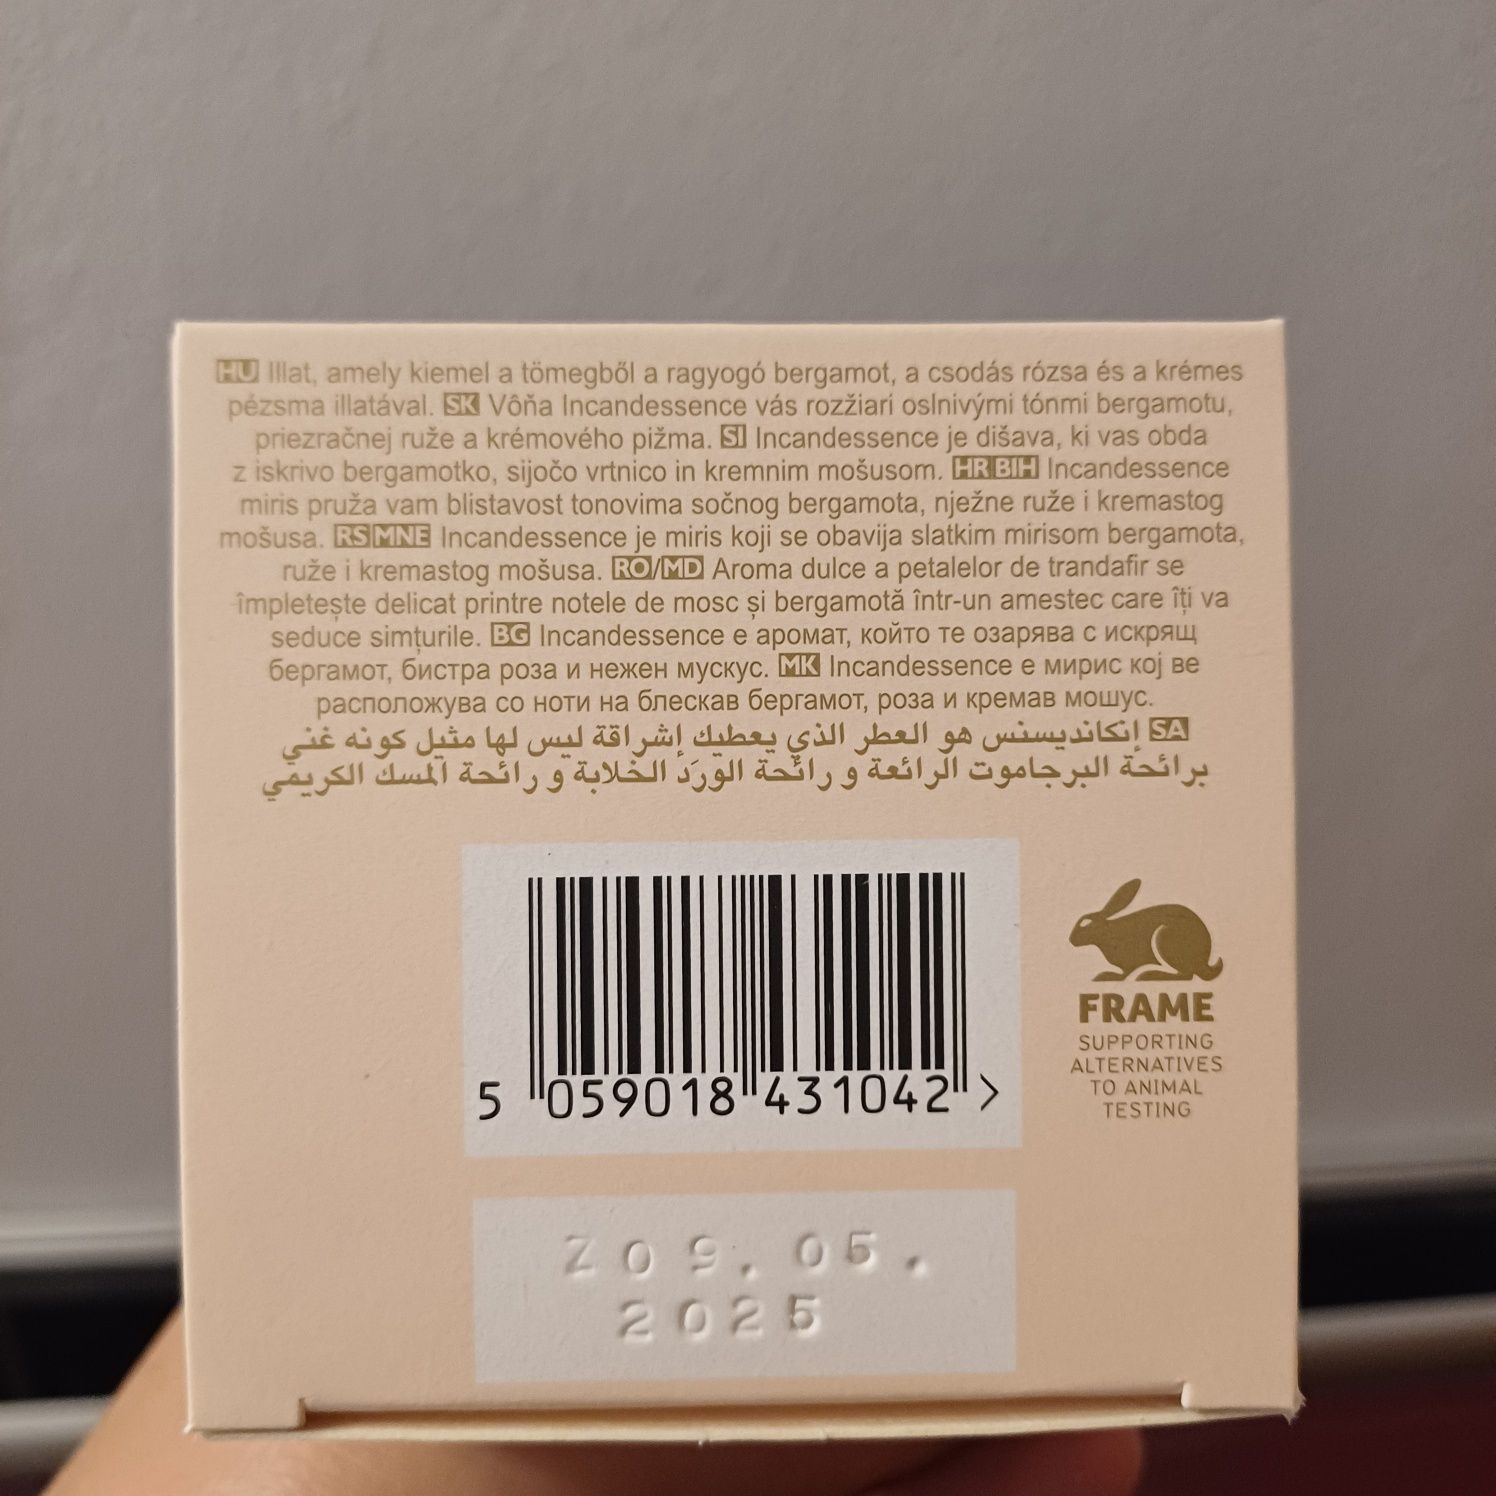 HU Illat, amely kiemel a tömegből a ragyogó bergamot, a csodás rózsa és a krémes
pézsma illatával. SK Vôňa Incandessence vás rozžiari oslnivými tónmi bergamotu,
priezračnej ruže a krémového pižma. SI Incandessence je dišava, ki vas obda
z iskrivo bergamotko, sijočo vrtnico in kremnim mošusom. HR BIH Incandessence
miris pruža vam blistavost tonovima sočnog bergamota, nježne ruže i kremastog
mošusa. RS MNE Incandessence je miris koji se obavija slatkim mirisom bergamota,
ruže i kremastog mošusa. RO/MD Aroma dulce a petalelor de trandafir se
împletește delicat printre notele de mosc și bergamotă într-un amestec care îți va
seduce simțurile. BG Incandessence е аромат, който те озарява с искрящ
бергамот, бистра роза и нежен мускус. MK Incandessence е мирис кој ве
расположува со ноти на блескав бергамот, роза и кремав мошус.
SA إنكانديسنس هو العطر الذي يعطيك إشراقة ليس لها مثيل كونه غني
برائحة البرجاموت الرائعة و رائحة الورَد الخلابة و رائحة المسك الكريمي
5 059018 431042 >
FRAME
SUPPORTING
ALTERNATIVES
TO ANIMAL
TESTING
Z09.05.
2025